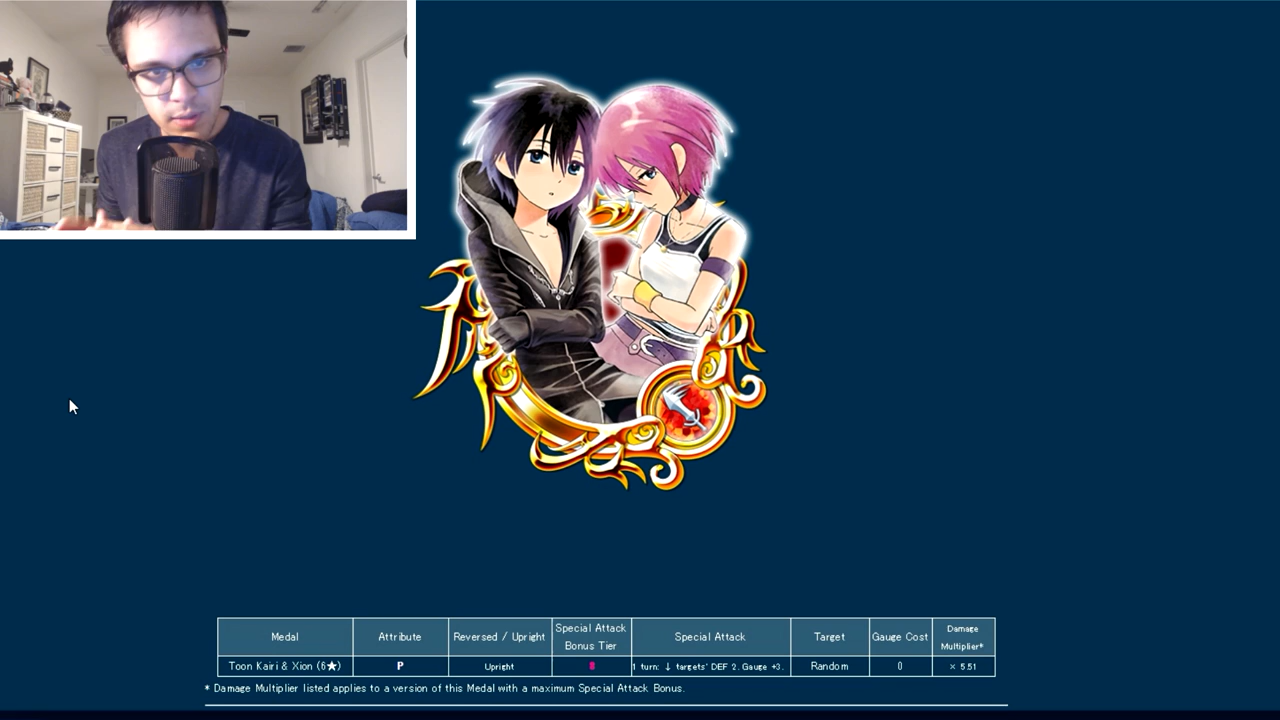 Medal Attribute Reversed / Upright Special Attack Bonus Tier Special Attack Target Gauge Cost Damage Multiplier*
Toon Kairi & Xion (6★) P Upright 1 turn: ↓ targets' DEF 2. Gauge +3. Random 0 × 5.51
* Damage Multiplier listed applies to a version of this Medal with a maximum Special Attack Bonus.